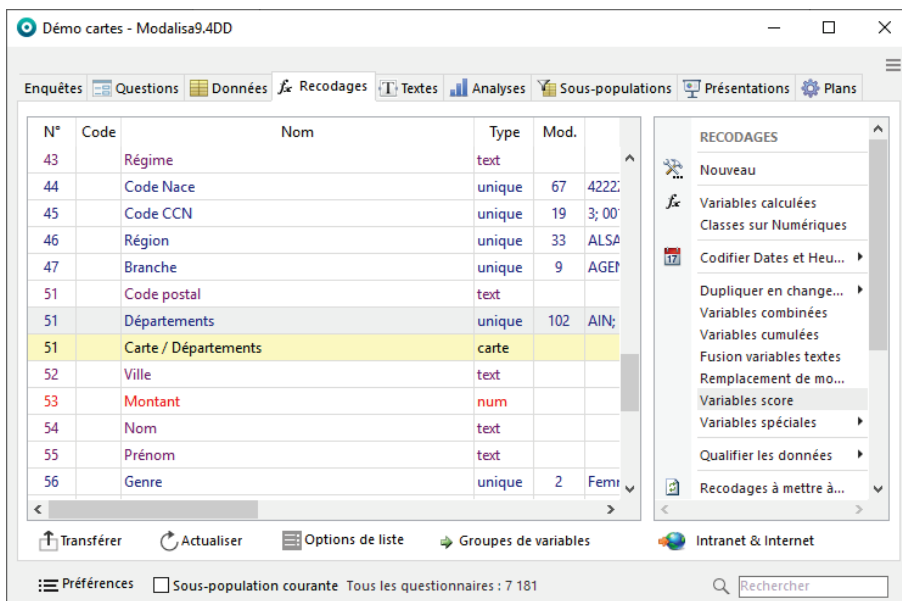 Démo cartes - Modalisa9.4DD
Enquêtes Questions Données fx Recodages T Textes Analyses Sous-populations Présentations Plans
N° Code Nom Type Mod.
43 Régime text
44 Code Nace unique 67 4222
45 Code CCN unique 19 3; 00
46 Région unique 33 ALSA
47 Branche unique 9 AGEN
51 Code postal text
51 Départements unique 102 AIN;
51 Carte / Départements carte
52 Ville text
53 Montant num
54 Nom text
55 Prénom text
56 Genre unique 2 Femr
RECODAGES
Nouveau
fx Variables calculées
Classes sur Numériques
17 Codifier Dates et Heu...
Dupliquer en change...
Variables combinées
Variables cumulées
Fusion variables textes
Remplacement de mo...
Variables score
Variables spéciales
Qualifier les données
Recodages à mettre à...
Transférer Actualiser Options de liste Groupes de variables Intranet & Internet
Préférences Sous-population courante Tous les questionnaires : 7 181 Rechercher